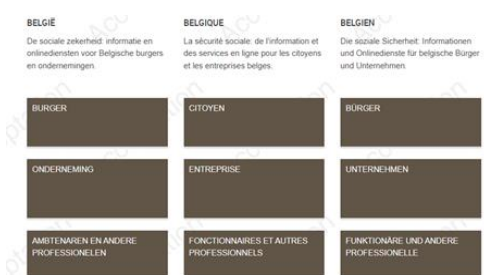 BELGIË
De sociale zekerheid: informatie en
onlinediensten voor Belgische burgers
en ondernemingen.
BURGER
ONDERNEMING
AMBTENAREN EN ANDERE
PROFESSIONELEN
BELGIQUE
La sécurité sociale: de l'information et
des services en ligne pour les citoyens
et les entreprises belges.
CITOYEN
ENTREPRISE
FONCTIONNAIRES ET AUTRES
PROFESSIONNELS
BELGIEN
Die soziale Sicherheit: Informationen
und Onlinedienste für belgische Bürger
und Unternehmen.
BÜRGER
UNTERNEHMEN
FUNKTIONÄRE UND ANDERE
PROFESSIONELLE